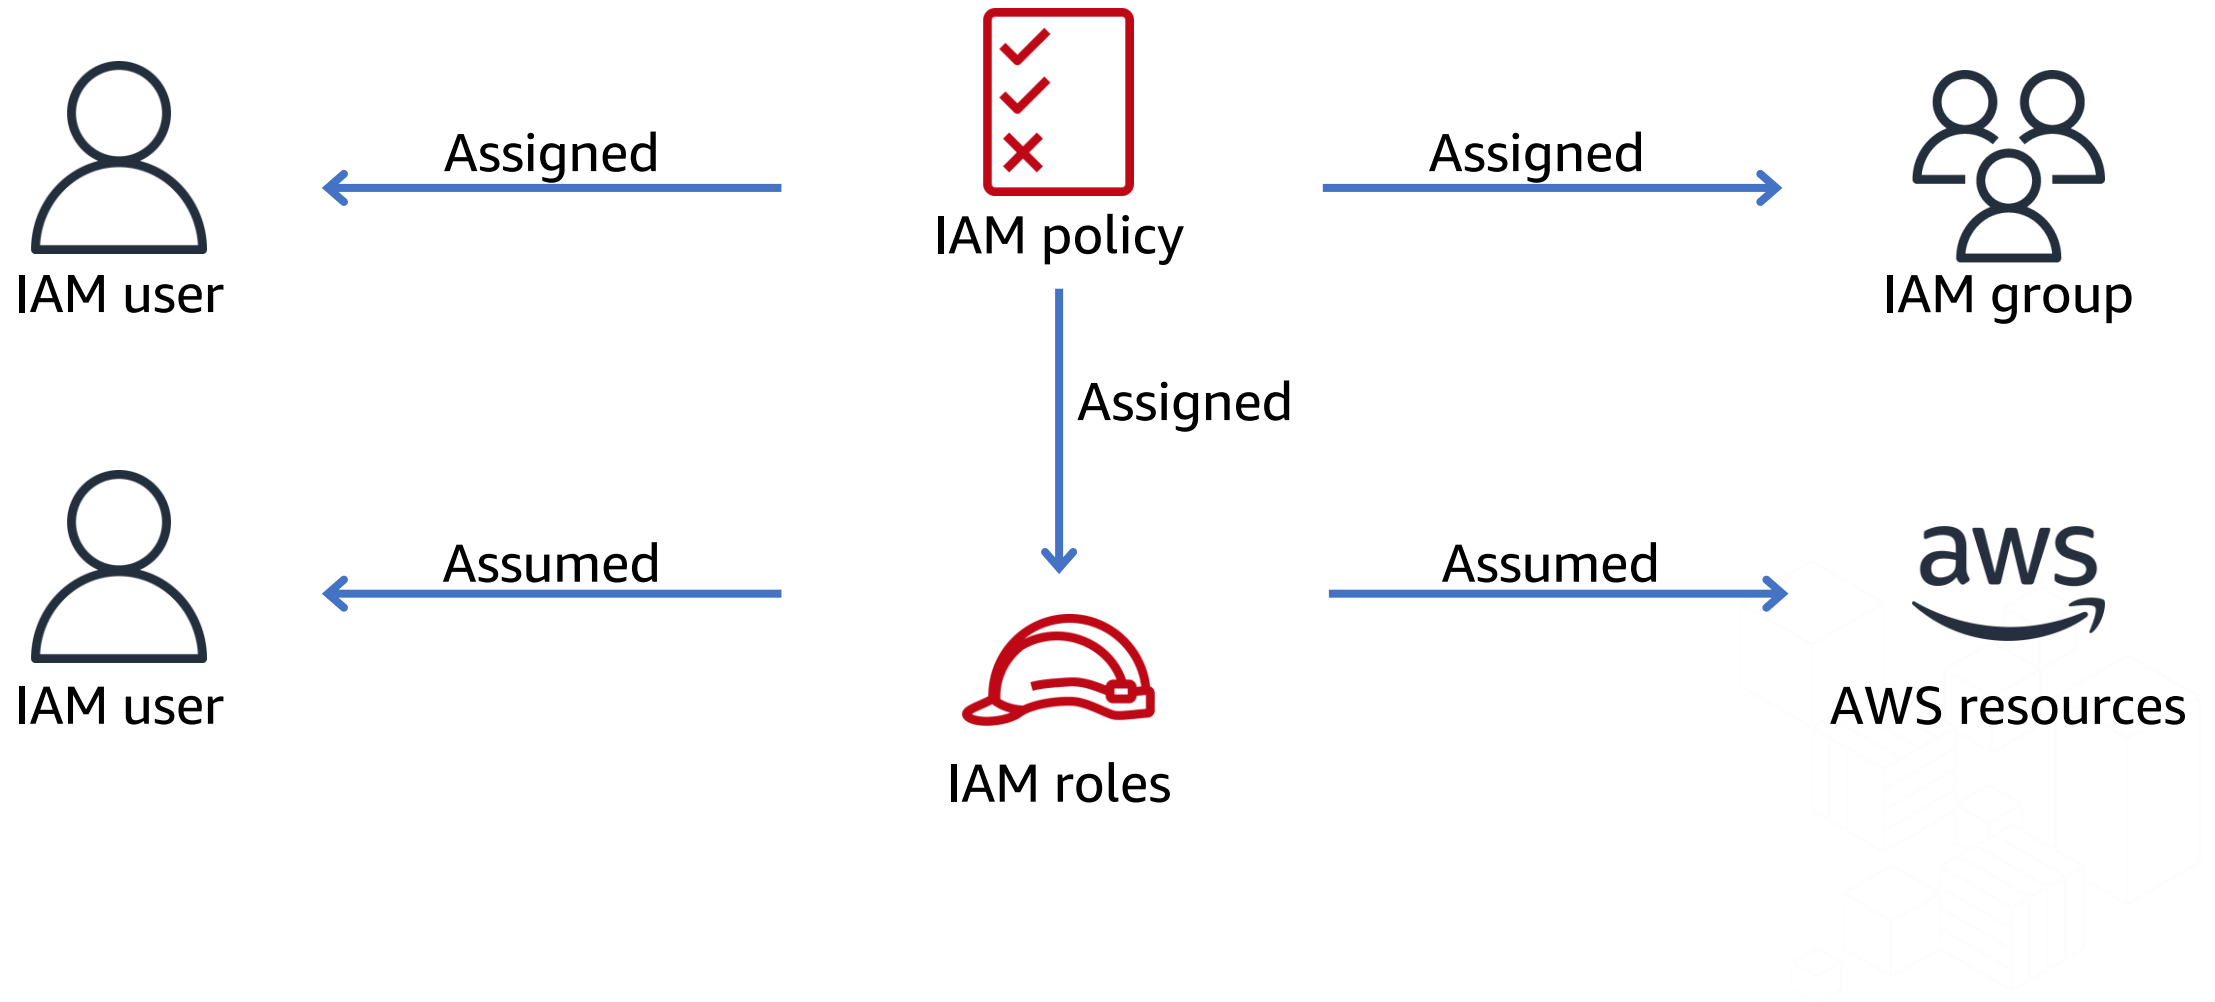 Assigned
Assigned
IAM policy
IAM user
IAM group
Assigned
Assumed
Assumed
aws
IAM user
AWS resources
IAM roles